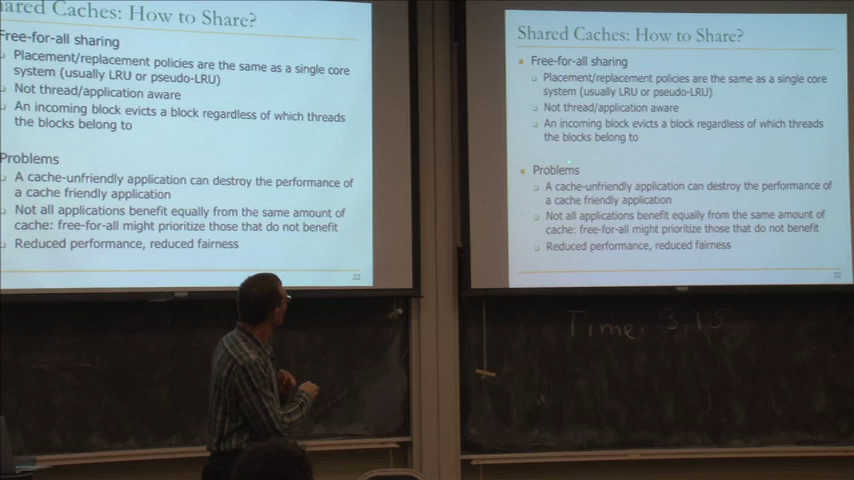 Shared Caches: How to Share?
Free-for-all sharing
Placement/replacement policies are the same as a single core
system (usually LRU or pseudo-LRU)
Not thread/application aware
An incoming block evicts a block regardless of which threads
the blocks belong to
Problems
A cache-unfriendly application can destroy the performance of
a cache friendly application
Not all applications benefit equally from the same amount of
cache: free-for-all might prioritize those that do not benefit
Reduced performance, reduced fairness
22
Shared Caches: How to Share?
Free-for-all sharing
Placement/replacement policies are the same as a single core
system (usually LRU or pseudo-LRU)
Not thread/application aware
An incoming block evicts a block regardless of which threads
the blocks belong to
Problems
A cache-unfriendly application can destroy the performance of
a cache friendly application
Not all applications benefit equally from the same amount of
cache: free-for-all might prioritize those that do not benefit
Reduced performance, reduced fairness
22
Time: 3.15